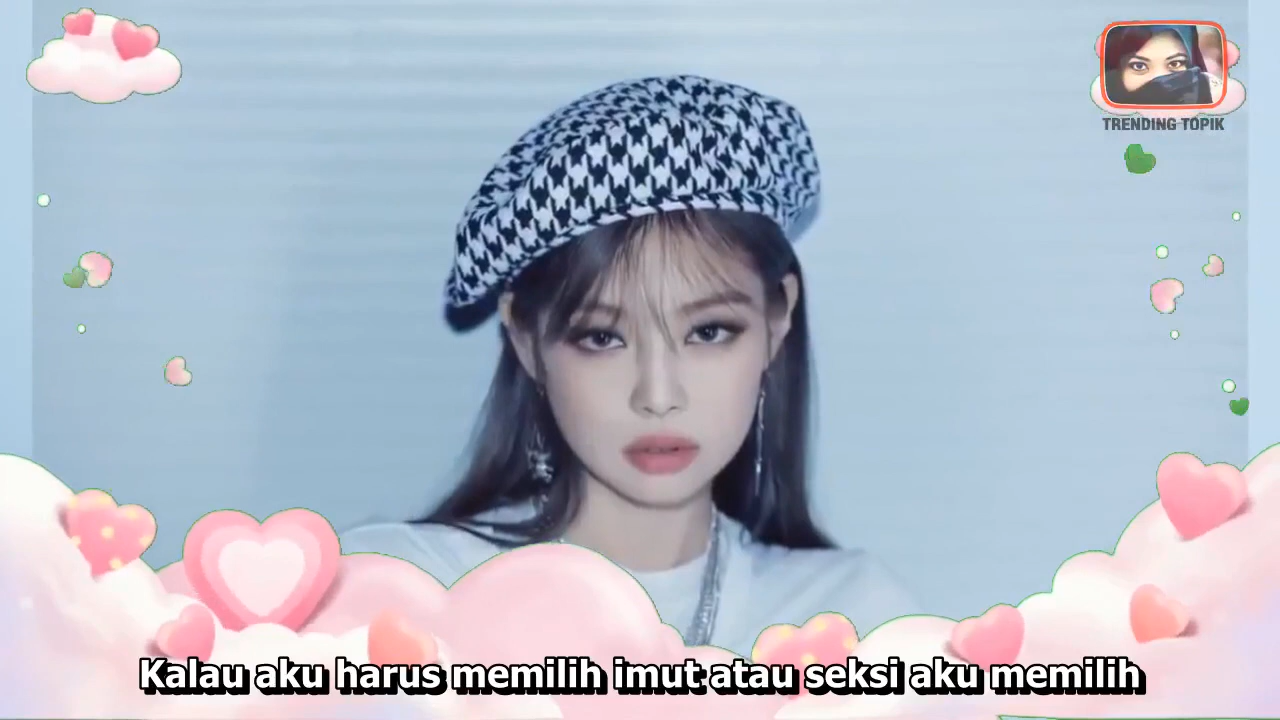 TRENDING TOPIK
Kalau aku harus memilih imut atau seksi aku memilih